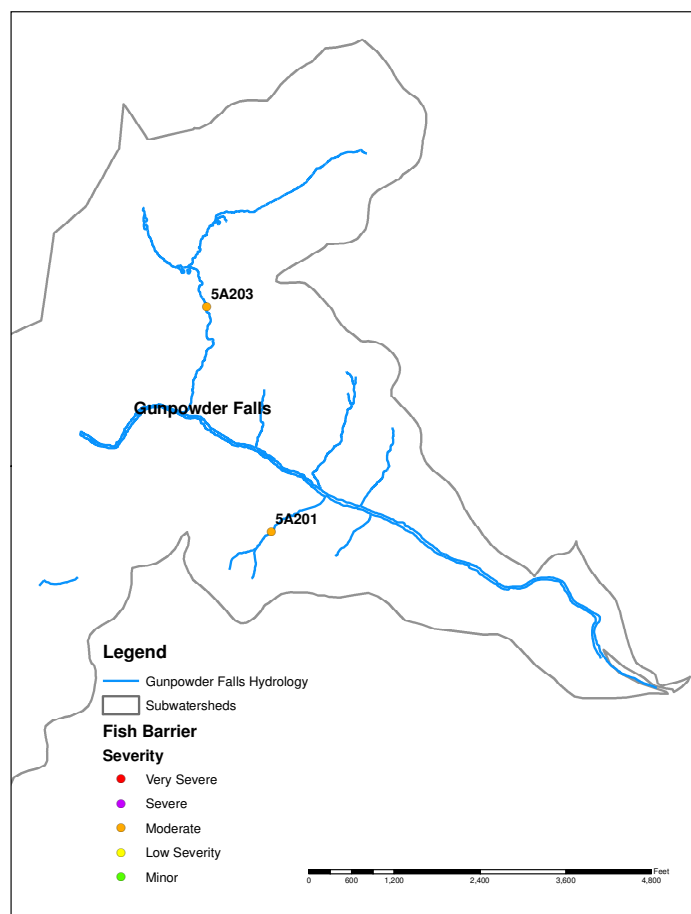 5A203
Gunpowder Falls
5A201
Legend
Gunpowder Falls Hydrology
Subwatersheds
Fish Barrier
Severity
Very Severe
Severe
Moderate
Low Severity
Minor
Feet
0 600 1,200 2,400 3,600 4,800